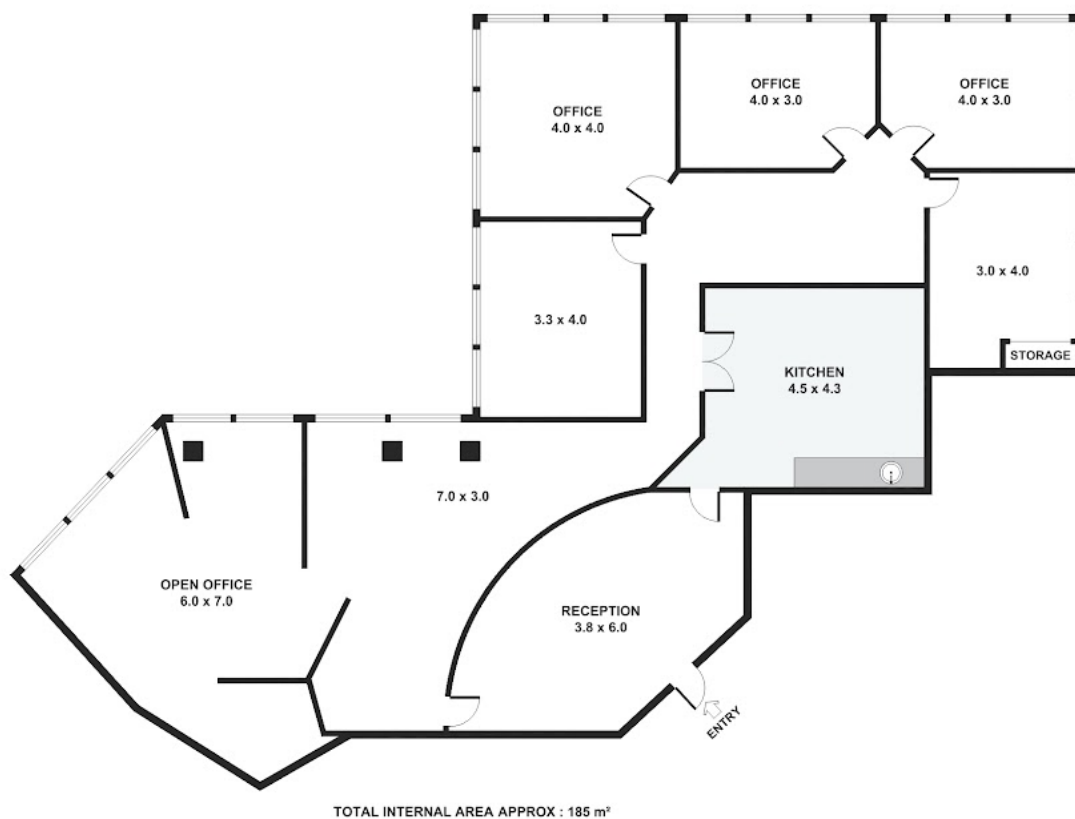 OFFICE
4.0 x 4.0
OFFICE
4.0 x 3.0
OFFICE
4.0 x 3.0
3.3 x 4.0
3.0 x 4.0
STORAGE
KITCHEN
4.5 x 4.3
7.0 x 3.0
OPEN OFFICE
6.0 x 7.0
RECEPTION
3.8 x 6.0
ENTRY
TOTAL INTERNAL AREA APPROX : 185 m²